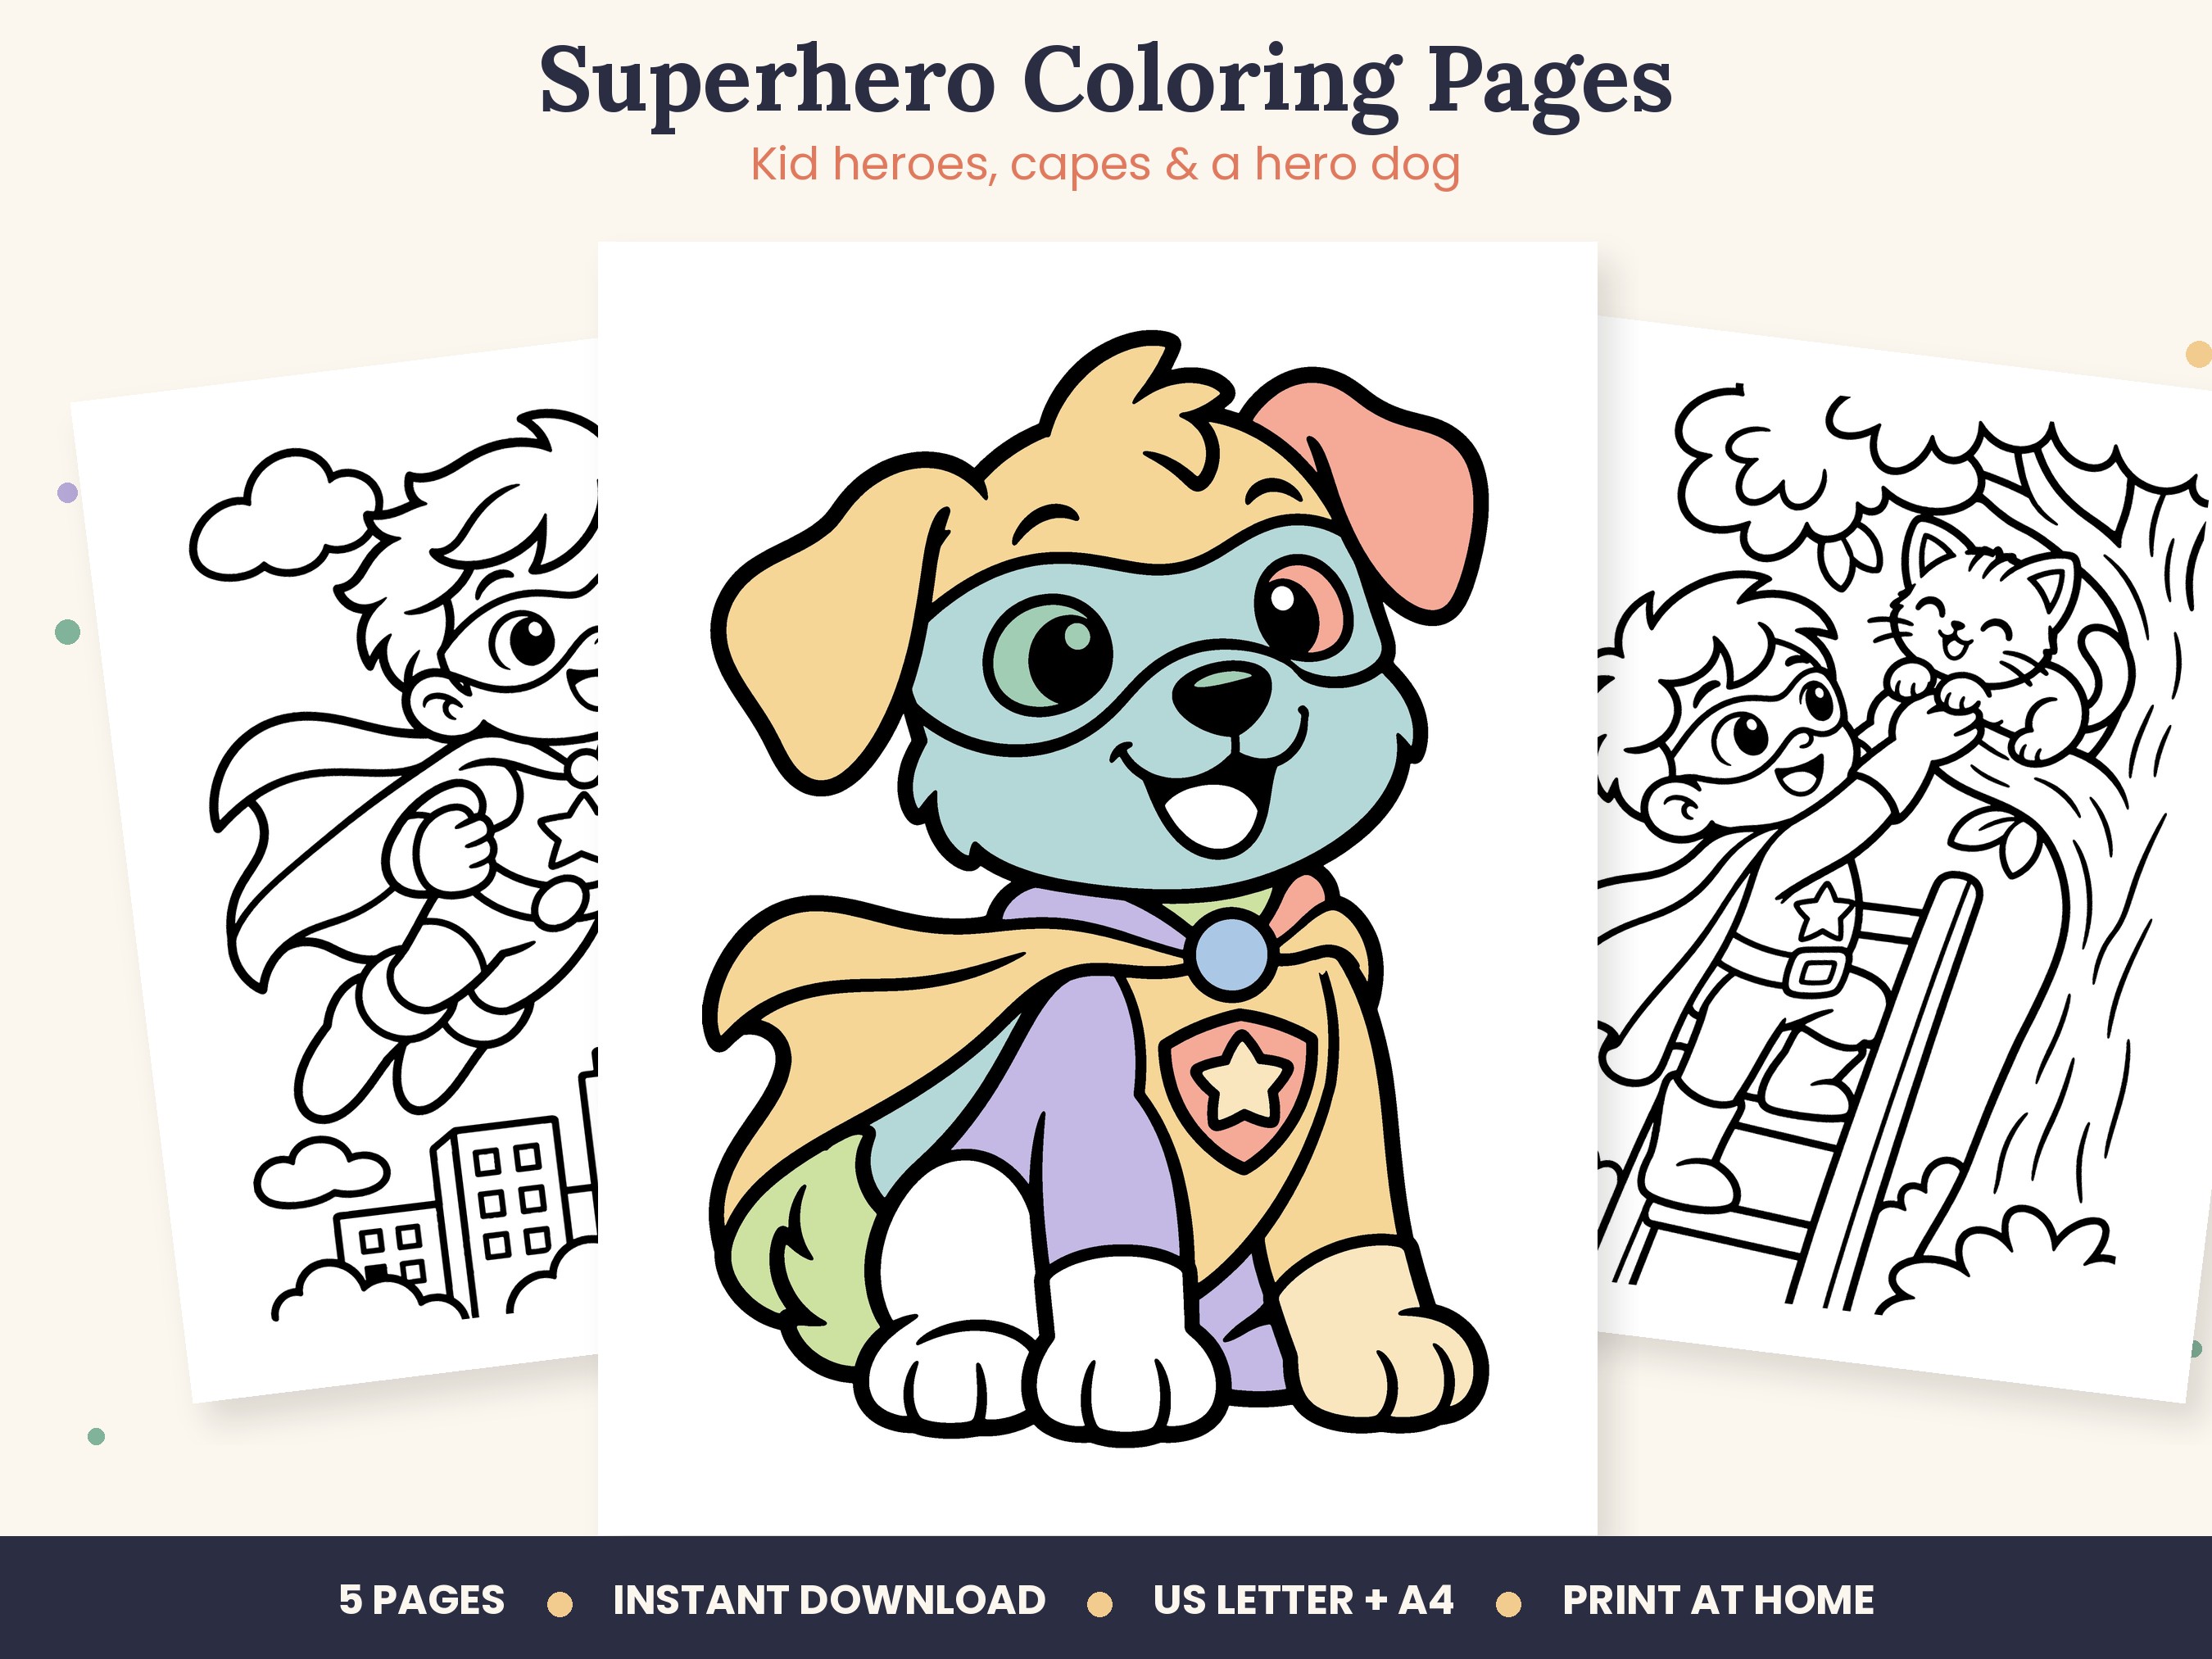 Superhero Coloring Pages
Kid heroes, capes & a hero dog
5 PAGES ● INSTANT DOWNLOAD ● US LETTER + A4 ● PRINT AT HOME